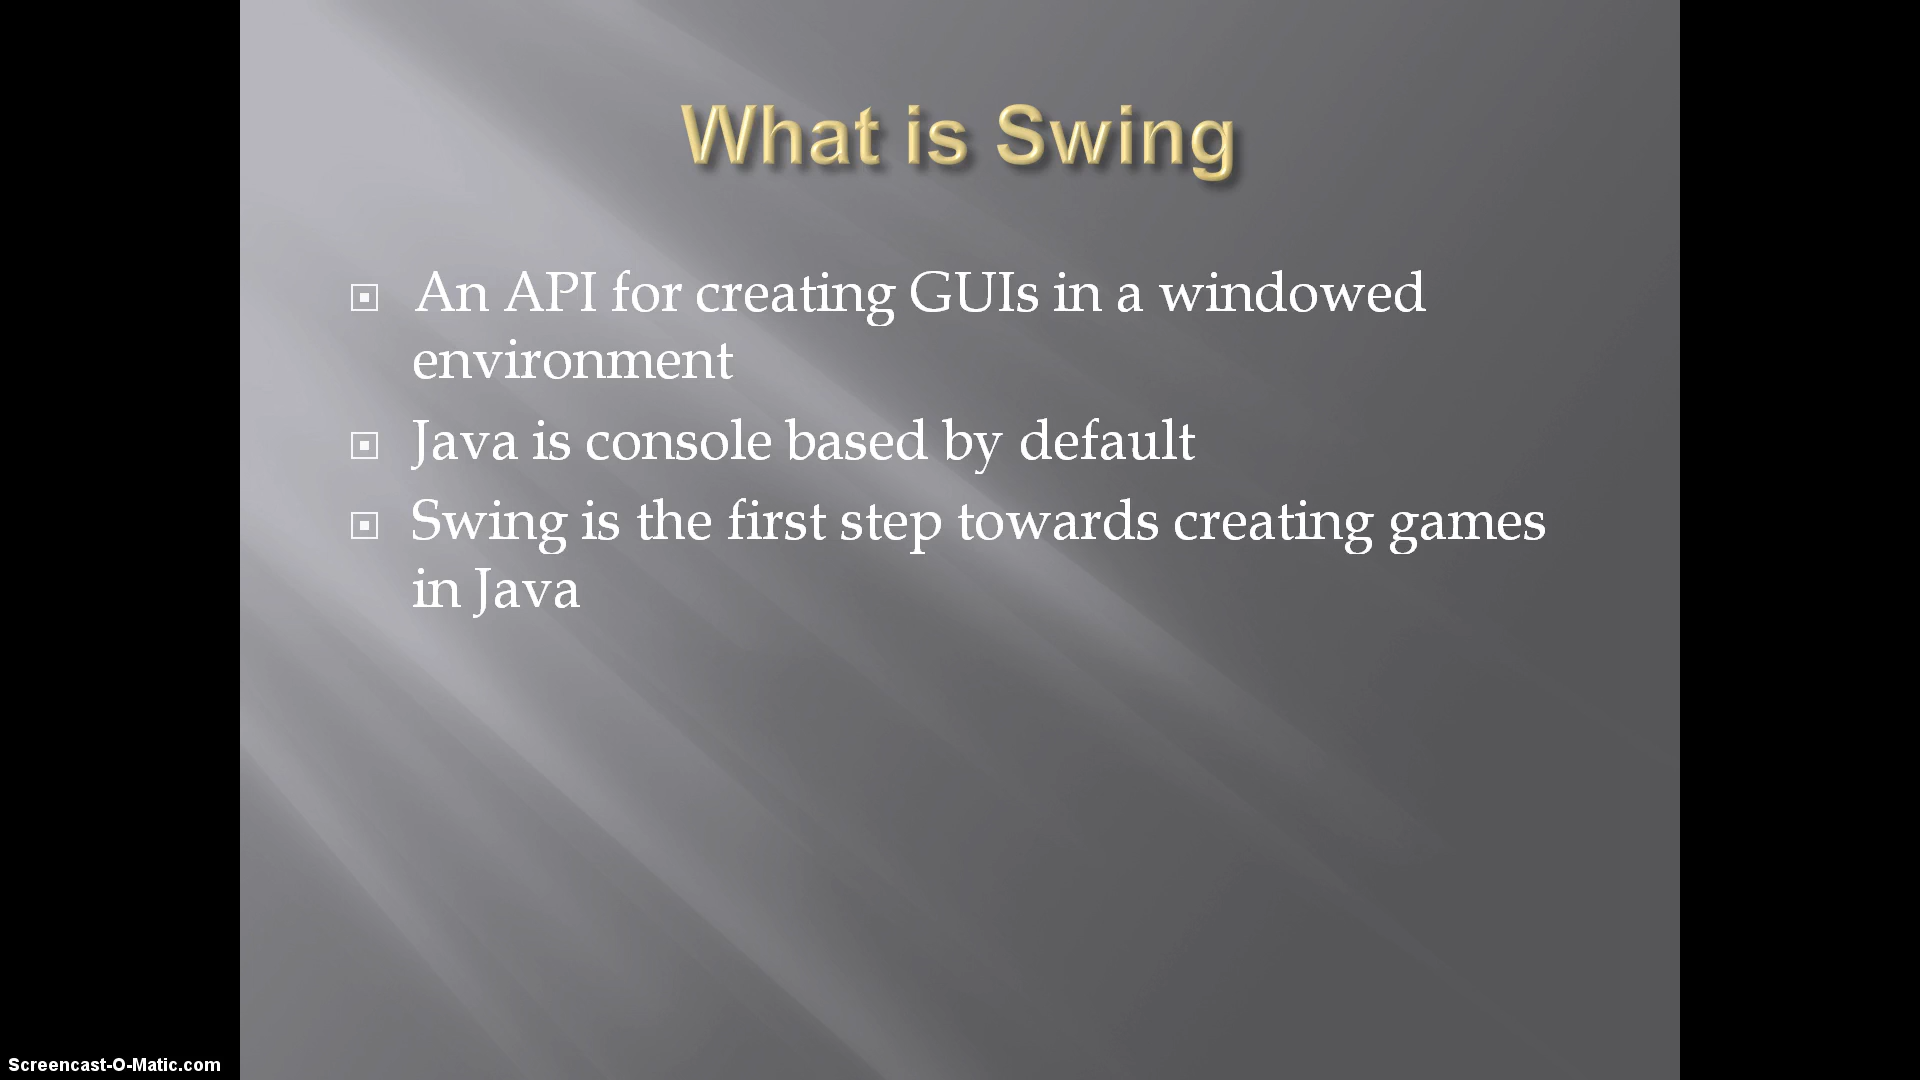 What is Swing
An API for creating GUIs in a windowed
environment
Java is console based by default
Swing is the first step towards creating games
in Java
Screencast-O-Matic.com